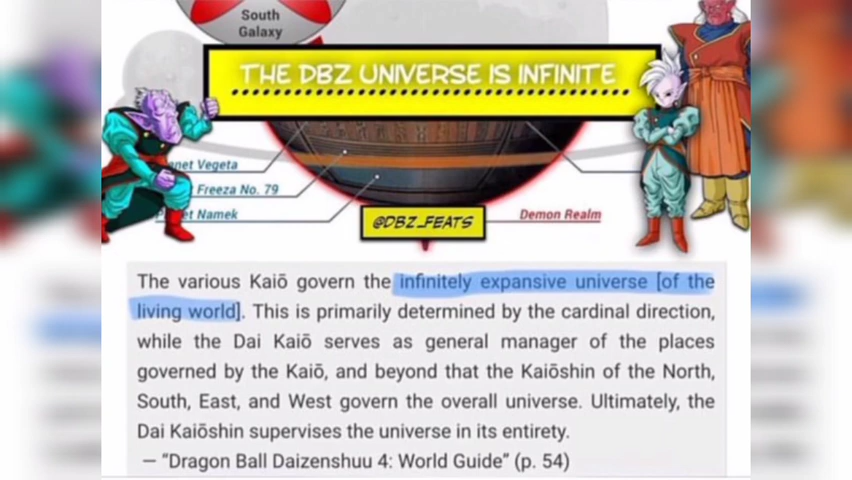 South
Galaxy
THE DBZ UNIVERSE IS INFINITE
net Vegeta
Freeza No. 79
Namek
@DBZ_FEATS
Demon Realm
The various Kaiō govern the infinitely expansive universe [of the
living world]. This is primarily determined by the cardinal direction,
while the Dai Kaiō serves as general manager of the places
governed by the Kaiō, and beyond that the Kaiōshin of the North,
South, East, and West govern the overall universe. Ultimately, the
Dai Kaiōshin supervises the universe in its entirety.
— “Dragon Ball Daizenshuu 4: World Guide” (p. 54)